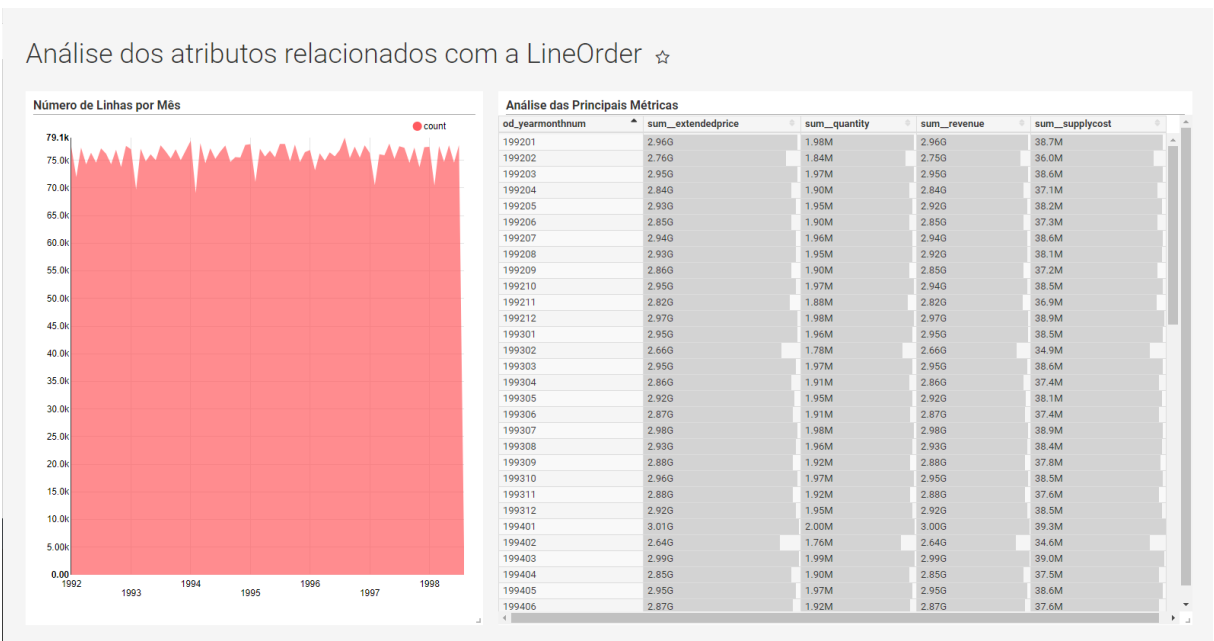 Análise dos atributos relacionados com a LineOrder
Número de Linhas por Mês
count
79.1k
75.0k
70.0k
65.0k
60.0k
55.0k
50.0k
45.0k
40.0k
35.0k
30.0k
25.0k
20.0k
15.0k
10.0k
5.00k
0.00
1992 1993 1994 1995 1996 1997 1998
Análise das Principais Métricas
od_yearmonthnum sum__extendedprice sum__quantity sum__revenue sum__supplycost
199201 2.96G 1.98M 2.96G 38.7M
199202 2.76G 1.84M 2.75G 36.0M
199203 2.95G 1.97M 2.95G 38.6M
199204 2.84G 1.90M 2.84G 37.1M
199205 2.93G 1.95M 2.92G 38.2M
199206 2.85G 1.90M 2.85G 37.3M
199207 2.94G 1.96M 2.94G 38.6M
199208 2.93G 1.95M 2.92G 38.1M
199209 2.86G 1.90M 2.85G 37.2M
199210 2.95G 1.97M 2.94G 38.5M
199211 2.82G 1.88M 2.82G 36.9M
199212 2.97G 1.98M 2.97G 38.9M
199301 2.95G 1.96M 2.95G 38.5M
199302 2.66G 1.78M 2.66G 34.9M
199303 2.95G 1.97M 2.95G 38.6M
199304 2.86G 1.91M 2.86G 37.4M
199305 2.92G 1.95M 2.92G 38.1M
199306 2.87G 1.91M 2.87G 37.4M
199307 2.98G 1.98M 2.98G 38.9M
199308 2.93G 1.96M 2.93G 38.4M
199309 2.88G 1.92M 2.88G 37.8M
199310 2.96G 1.97M 2.95G 38.5M
199311 2.88G 1.92M 2.88G 37.6M
199312 2.92G 1.95M 2.92G 38.5M
199401 3.01G 2.00M 3.00G 39.3M
199402 2.64G 1.76M 2.64G 34.6M
199403 2.99G 1.99M 2.99G 39.0M
199404 2.85G 1.90M 2.85G 37.5M
199405 2.95G 1.97M 2.95G 38.6M
199406 2.87G 1.92M 2.87G 37.6M